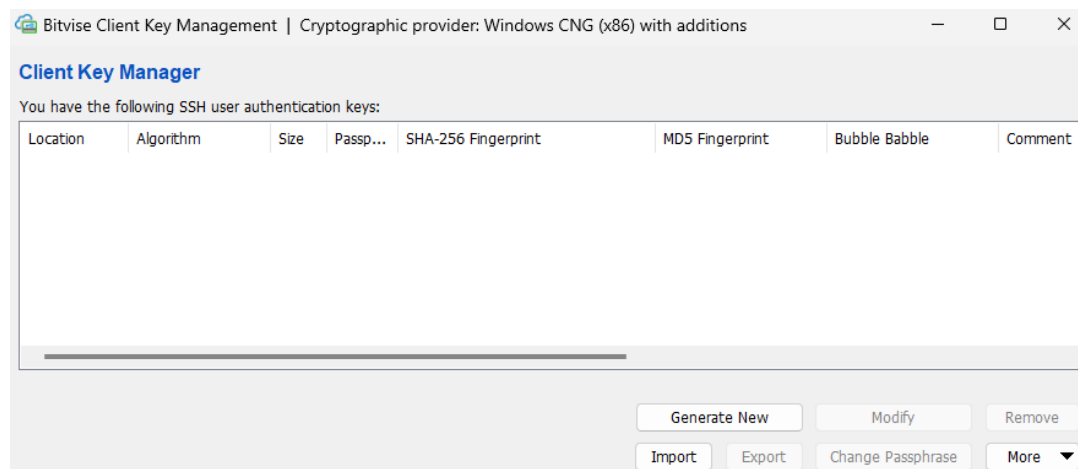 Bitvise Client Key Management | Cryptographic provider: Windows CNG (x86) with additions
Client Key Manager
You have the following SSH user authentication keys:
Location Algorithm Size Passp... SHA-256 Fingerprint MD5 Fingerprint Bubble Babble Comment
Generate New Modify Remove
Import Export Change Passphrase More